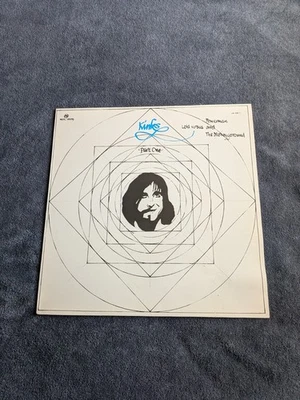 Kinks
Part One
Lola versus
Powerman
and
The Moneygoround